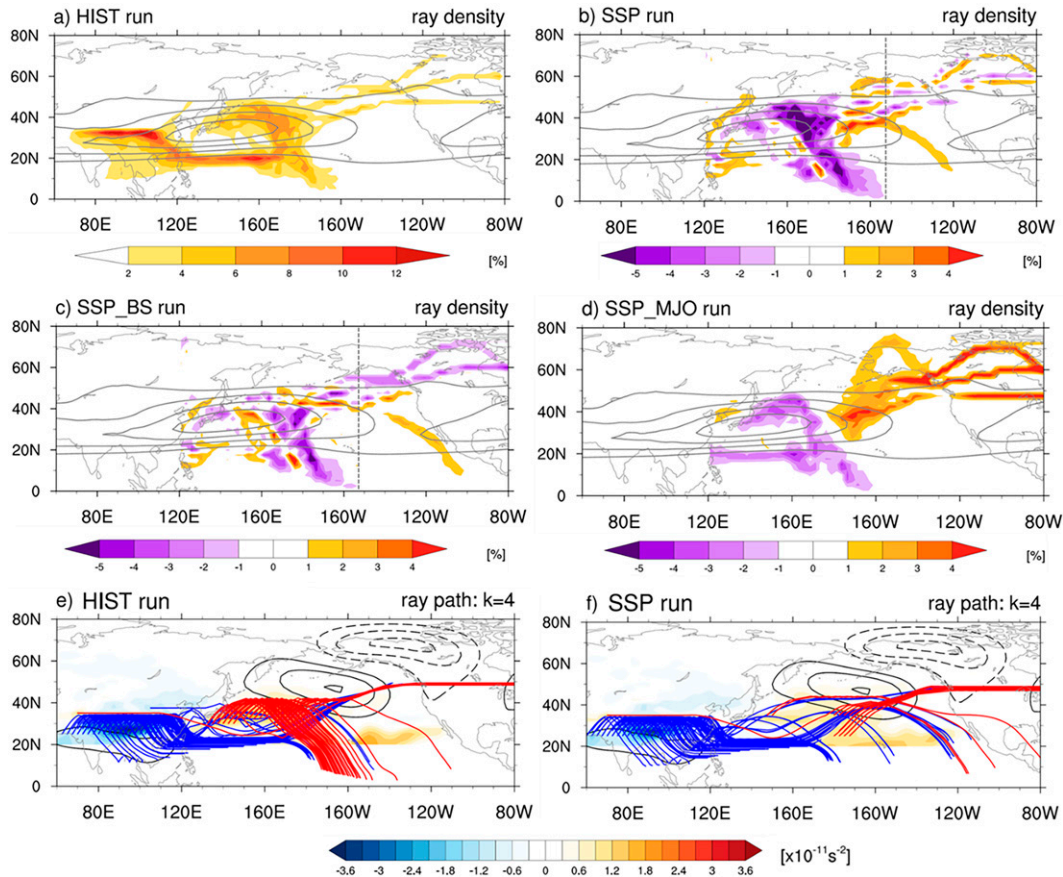 a) HIST run ray density
b) SSP run ray density
80N
60N
40N
20N
0
80E 120E 160E 160W 120W 80W
80N
60N
40N
20N
0
80E 120E 160E 160W 120W 80W
2 4 6 8 10 12 [%]
-5 -4 -3 -2 -1 0 1 2 3 4 [%]
c) SSP_BS run ray density
d) SSP_MJO run ray density
80N
60N
40N
20N
0
80E 120E 160E 160W 120W 80W
80N
60N
40N
20N
0
80E 120E 160E 160W 120W 80W
-5 -4 -3 -2 -1 0 1 2 3 4 [%]
-5 -4 -3 -2 -1 0 1 2 3 4 [%]
e) HIST run ray path: k=4
f) SSP run ray path: k=4
80N
60N
40N
20N
0
80E 120E 160E 160W 120W 80W
80N
60N
40N
20N
0
80E 120E 160E 160W 120W 80W
-3.6 -3 -2.4 -1.8 -1.2 -0.6 0 0.6 1.2 1.8 2.4 3 3.6 [x10⁻¹¹s⁻²]